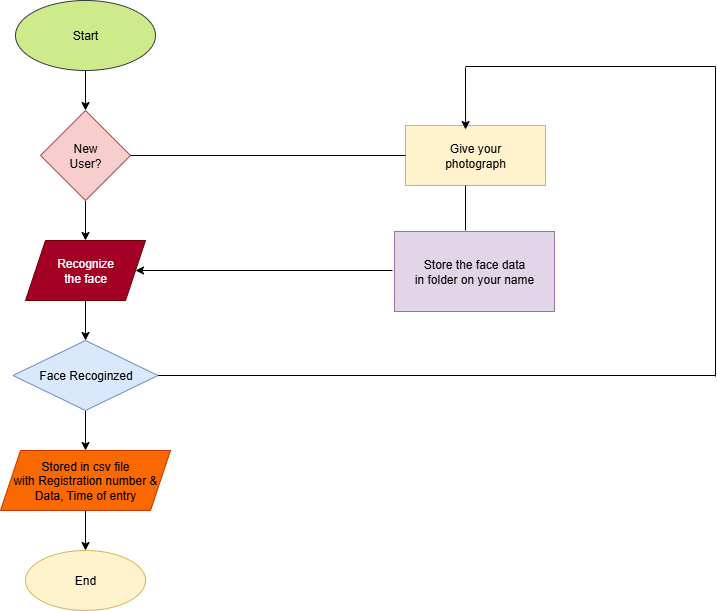 Start
New
User?
Give your
photograph
Recognize
the face
Store the face data
in folder on your name
Face Recoginzed
Stored in csv file
with Registration number &
Data, Time of entry
End